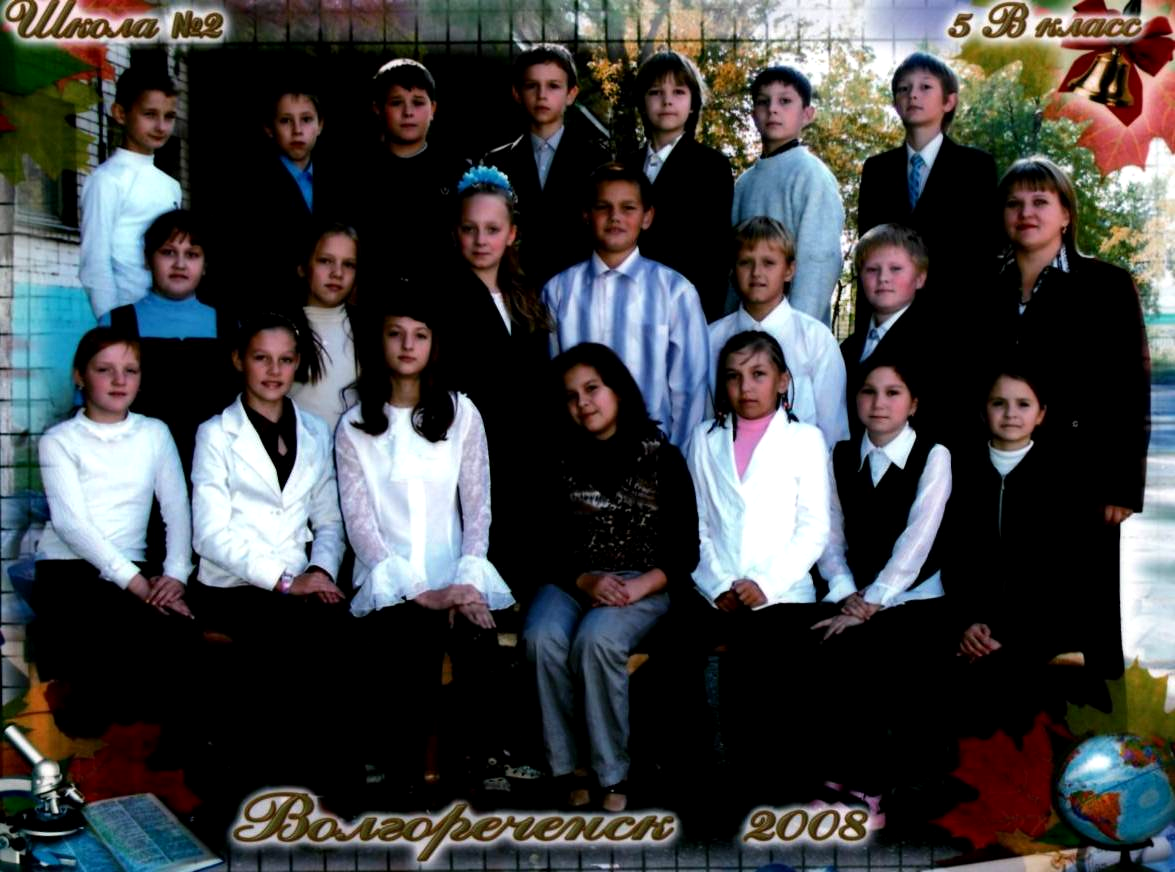 Школа №2
5 В класс
Волгореченск 2008